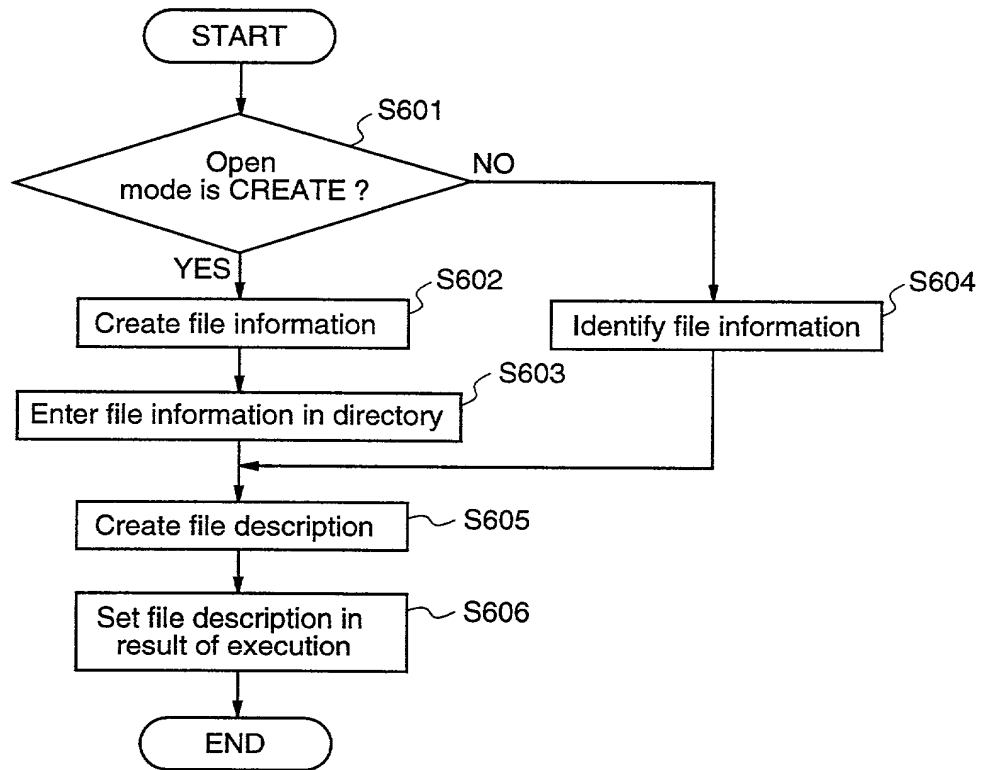 START
S601
Open
mode is CREATE ?
NO
YES
S602
Create file information
S604
Identify file information
S603
Enter file information in directory
Create file description
S605
Set file description in
result of execution
S606
END